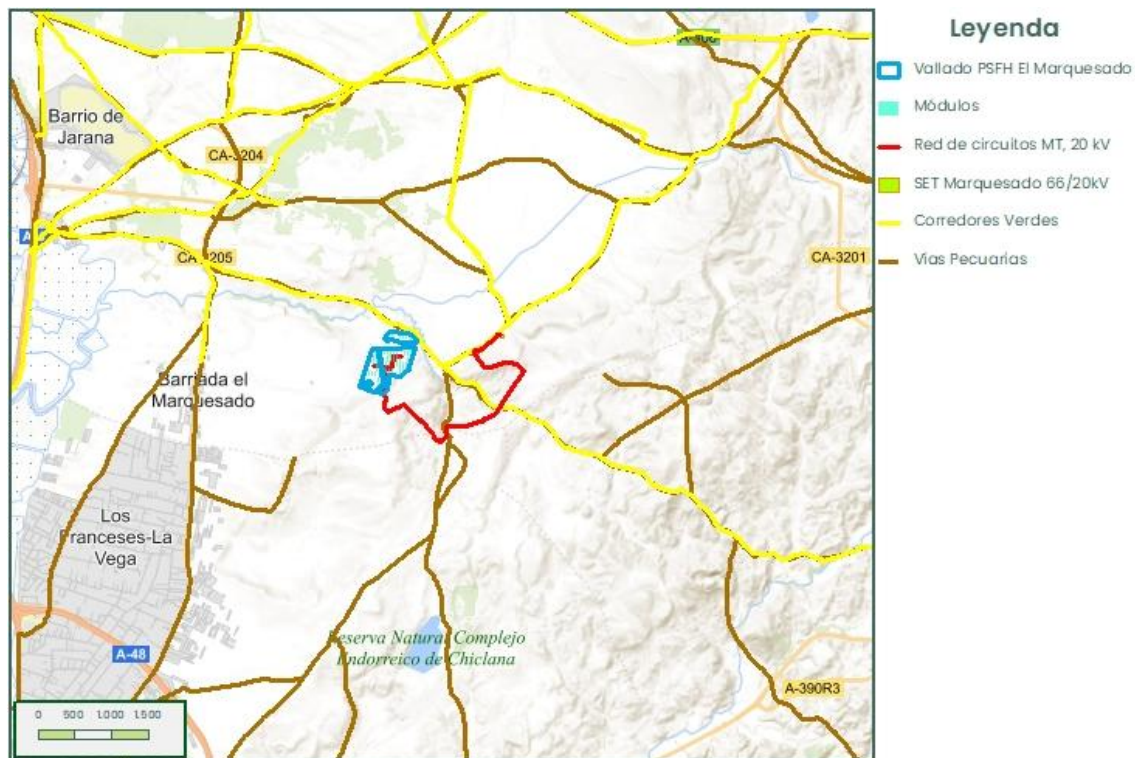 Leyenda
Vallado PSFH El Marquesado
Módulos
Red de circuitos MT, 20 kV
SET Marquesado 66/20kV
Corredores Verdes
Vías Pecuarias
Barrio de
Jarana
CA-3204
CA-3205
CA-3201
Barriada el
Marquesado
Los
Franceses-La
Vega
Reserva Natural Complejo
Endorreico de Chiclana
A-48
A-390R3
0 500 1.000 1.500